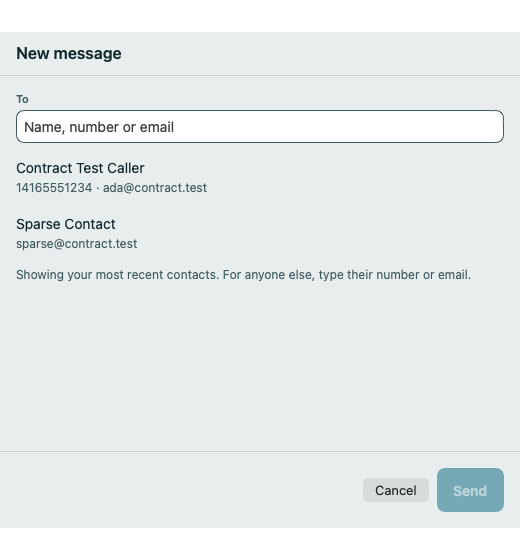 New message
To
Name, number or email
Contract Test Caller
14165551234 · ada@contract.test
Sparse Contact
sparse@contract.test
Showing your most recent contacts. For anyone else, type their number or email.
Cancel
Send